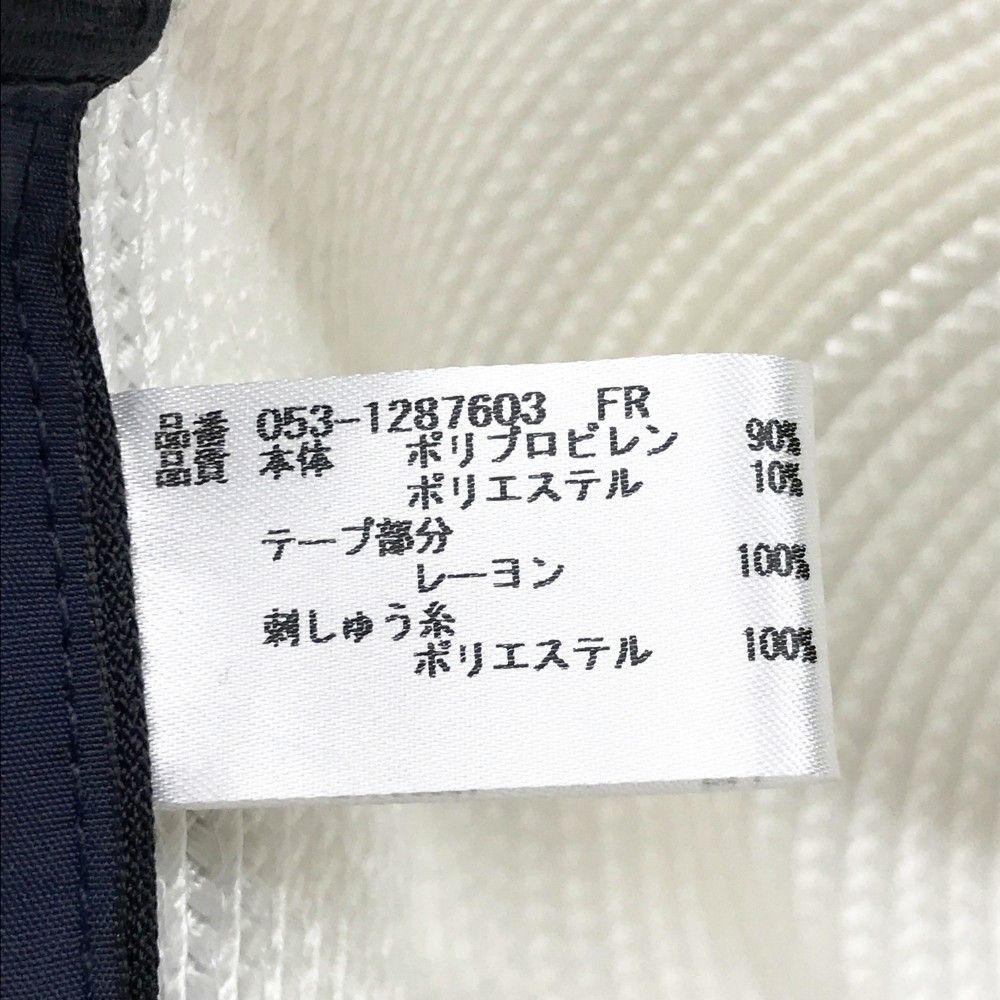 品番 053-1287603 FR
品質 本体 ポリプロピレン 90%
ポリエステル 10%
テープ部分
レーヨン 100%
刺しゅう糸
ポリエステル 100%